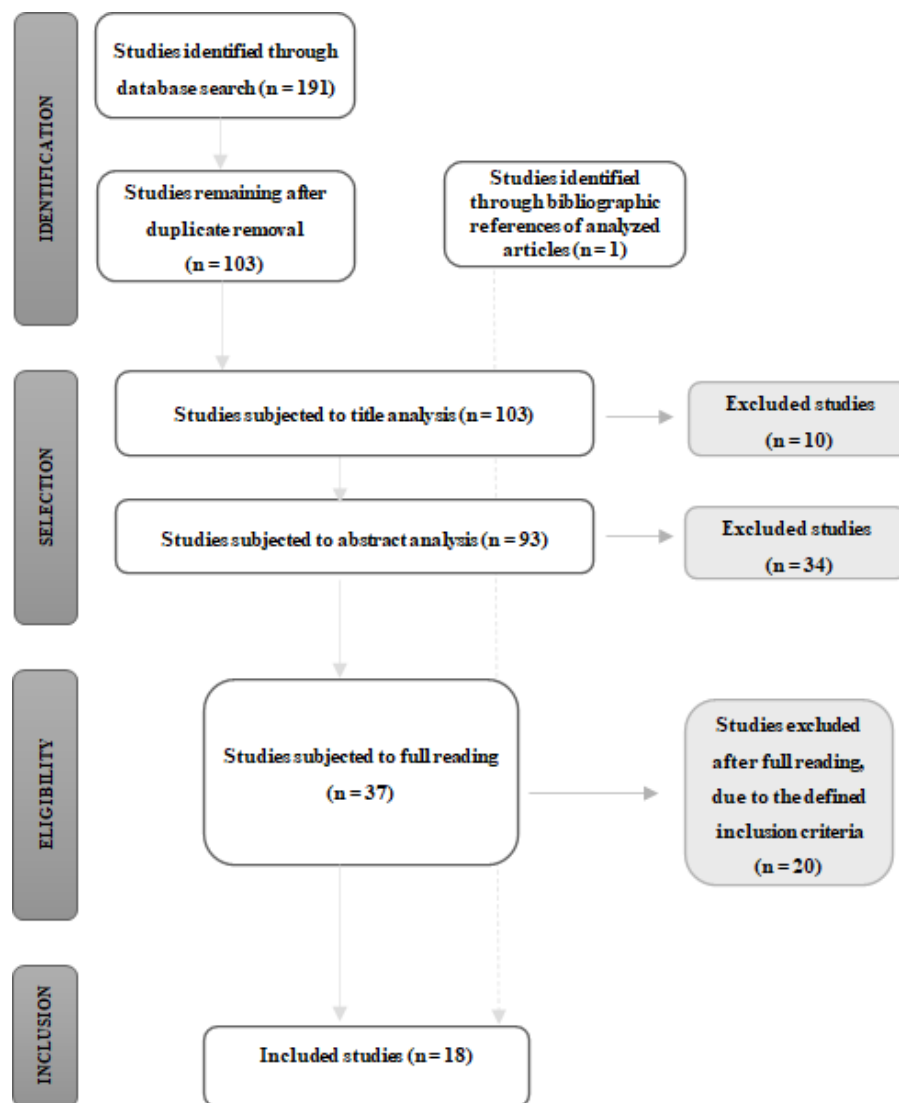 IDENTIFICATION
Studies identified through
database search (n = 191)
Studies remaining after
duplicate removal
(n = 103)
Studies identified
through bibliographic
references of analyzed
articles (n = 1)
SELECTION
Studies subjected to title analysis (n = 103)
Excluded studies
(n = 10)
Studies subjected to abstract analysis (n = 93)
Excluded studies
(n = 34)
ELIGIBILITY
Studies subjected to full reading
(n = 37)
Studies excluded
after full reading,
due to the defined
inclusion criteria
(n = 20)
INCLUSION
Included studies (n = 18)